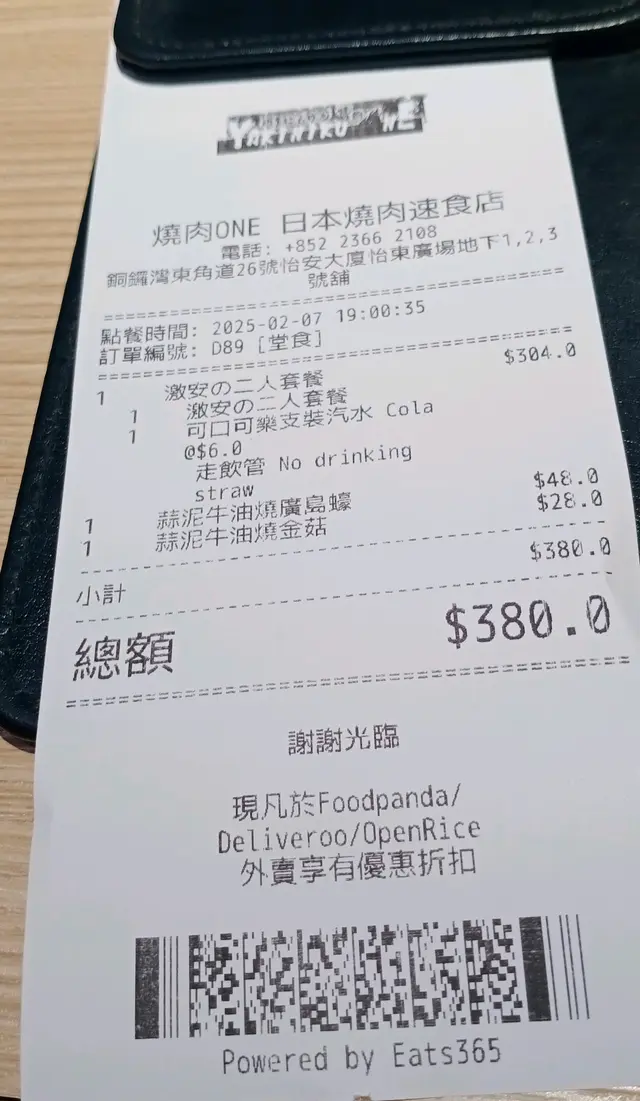 YAKINIKU ONE
燒肉ONE 日本燒肉速食店
電話: +852 2366 2108
銅鑼灣東角道26號怡安大廈怡東廣場地下1,2,3
號舖
點餐時間: 2025-02-07 19:00:35
訂單編號: D89 [堂食]
1 激安の二人套餐 $304.0
1 激安の二人套餐
1 可口可樂支裝汽水 Cola
@$6.0
走飲管 No drinking
straw
1 蒜泥牛油燒廣島蠔 $48.0
1 蒜泥牛油燒金菇 $28.0
小計 $380.0
總額 $380.0
謝謝光臨
現凡於Foodpanda/
Deliveroo/OpenRice
外賣享有優惠折扣
Powered by Eats365